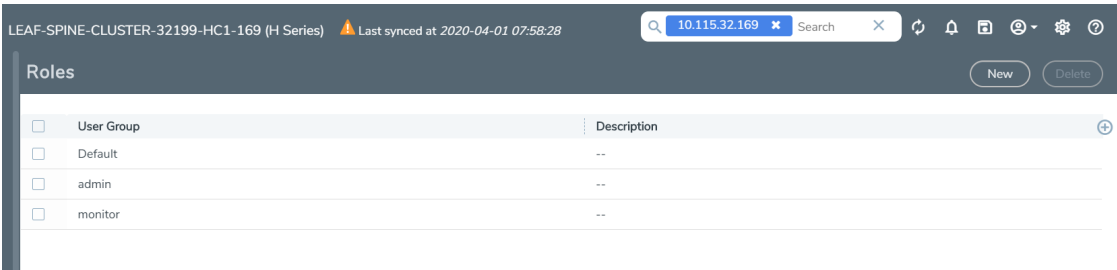 LEAF-SPINE-CLUSTER-32199-HC1-169 (H Series) Last synced at 2020-04-01 07:58:28 10.115.32.169 Search
Roles New Delete
User Group Description
Default --
admin --
monitor --